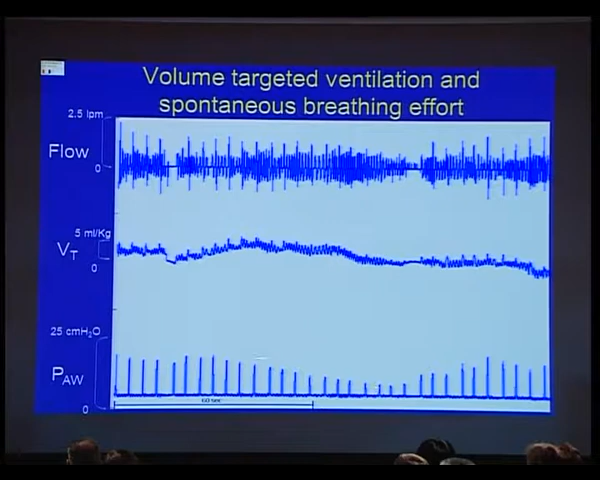 Volume targeted ventilation and
spontaneous breathing effort
2.5 lpm
Flow
0
5 ml/Kg
VT
0
25 cmH2O
PAW
0
60 sec